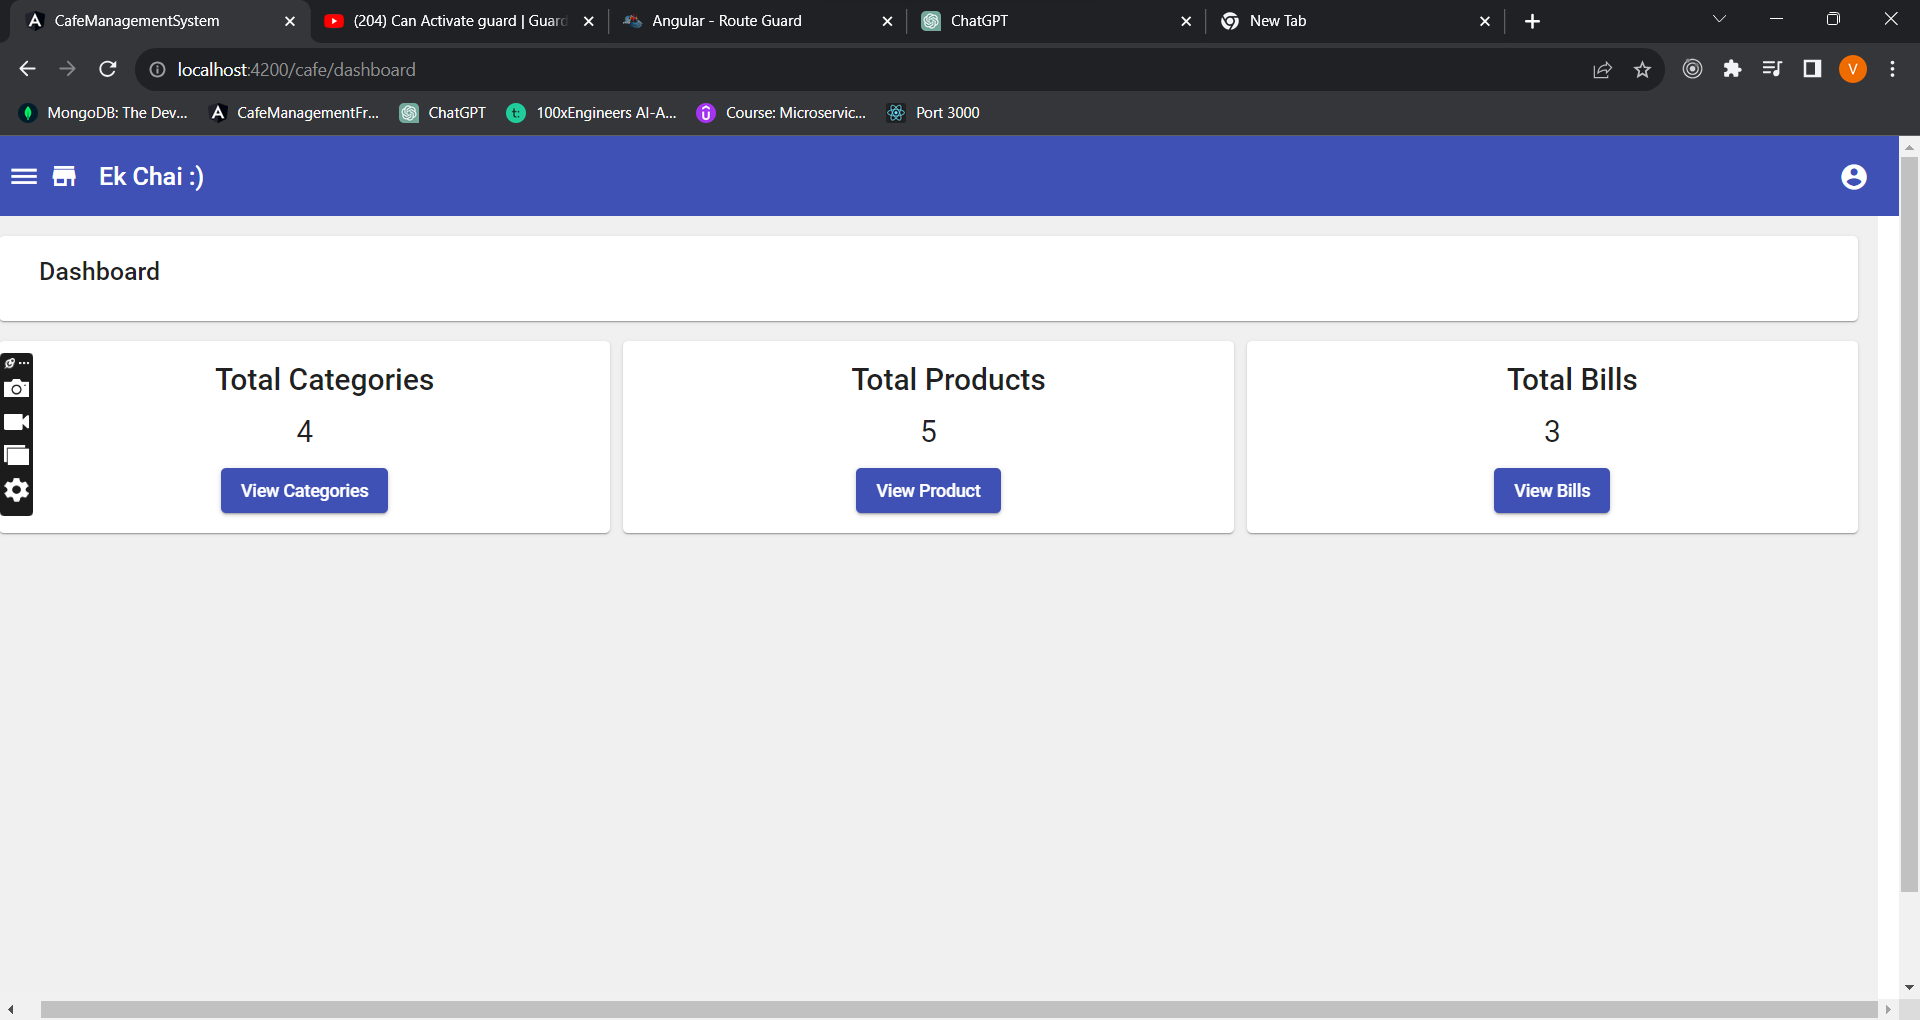 CafeManagementSystem
(204) Can Activate guard | Guard
Angular - Route Guard
ChatGPT
New Tab
localhost:4200/cafe/dashboard
V
MongoDB: The Dev...
CafeManagementFr...
ChatGPT
100xEngineers AI-A...
Course: Microservic...
Port 3000
Ek Chai :)
Dashboard
Total Categories
4
View Categories
Total Products
5
View Product
Total Bills
3
View Bills